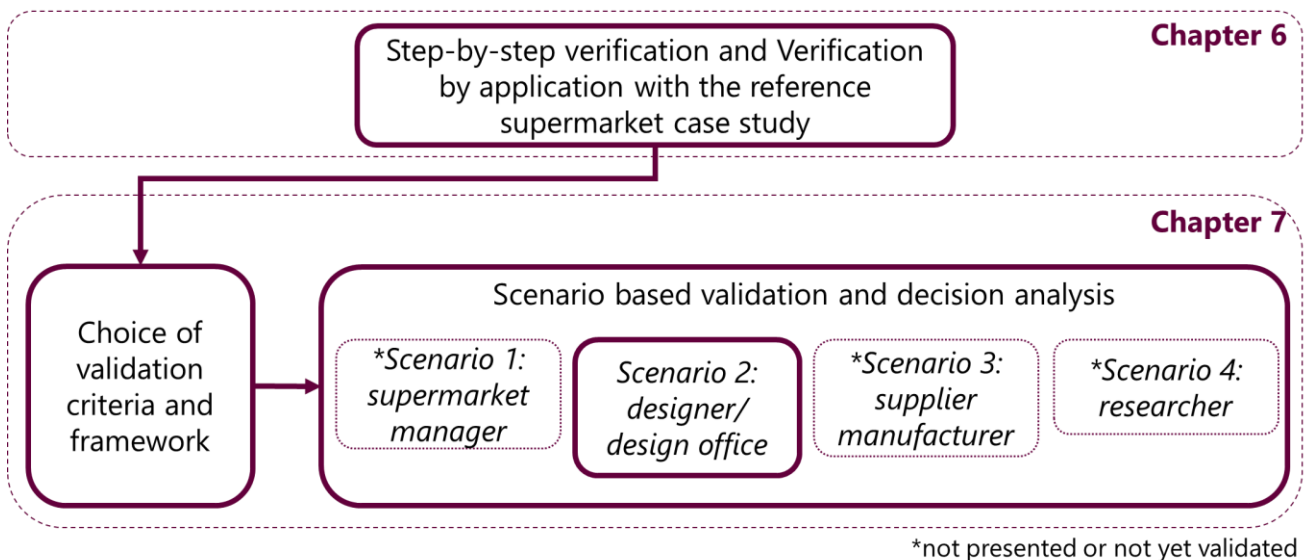 Chapter 6
Step-by-step verification and Verification
by application with the reference
supermarket case study
Chapter 7
Choice of
validation
criteria and
framework
Scenario based validation and decision analysis
*Scenario 1:
supermarket
manager
Scenario 2:
designer/
design office
*Scenario 3:
supplier
manufacturer
*Scenario 4:
researcher
*not presented or not yet validated